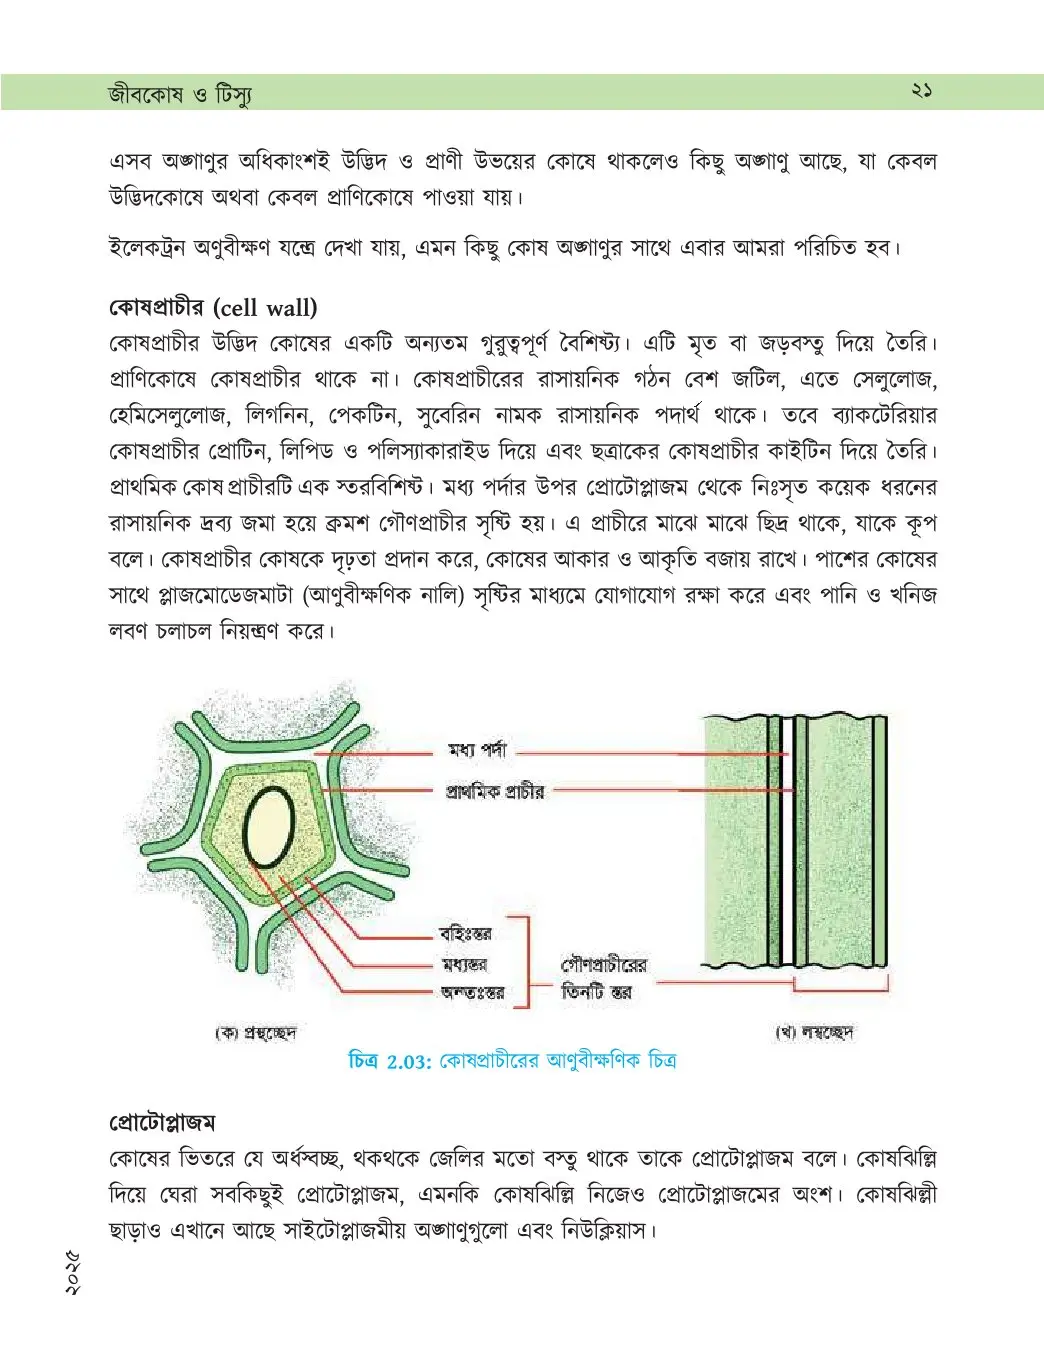 জীবকোষ ও টিস্যু
২১
এসব অঙ্গাণুর অধিকাংশই উদ্ভিদ ও প্রাণী উভয়ের কোষে থাকলেও কিছু অঙ্গাণু আছে, যা কেবল
উদ্ভিদকোষে অথবা কেবল প্রাণিকোষে পাওয়া যায়।
ইলেকট্রন অণুবীক্ষণ যন্ত্রে দেখা যায়, এমন কিছু কোষ অঙ্গাণুর সাথে এবার আমরা পরিচিত হব।
কোষপ্রাচীর (cell wall)
কোষপ্রাচীর উদ্ভিদ কোষের একটি অন্যতম গুরুত্বপূর্ণ বৈশিষ্ট্য। এটি মৃত বা জড়বস্তু দিয়ে তৈরি।
প্রাণিকোষে কোষপ্রাচীর থাকে না। কোষপ্রাচীরের রাসায়নিক গঠন বেশ জটিল, এতে সেলুলোজ,
হেমিসেলুলোজ, লিগনিন, পেকটিন, সুবেরিন নামক রাসায়নিক পদার্থ থাকে। তবে ব্যাকটেরিয়ার
কোষপ্রাচীর প্রোটিন, লিপিড ও পলিস্যাকারাইড দিয়ে এবং ছত্রাকের কোষপ্রাচীর কাইটিন দিয়ে তৈরি।
প্রাথমিক কোষ প্রাচীরটি এক স্তরবিশিষ্ট। মধ্য পর্দার উপর প্রোটোপ্লাজম থেকে নিঃসৃত কয়েক ধরনের
রাসায়নিক দ্রব্য জমা হয়ে ক্রমশ গৌণপ্রাচীর সৃষ্টি হয়। এ প্রাচীরে মাঝে মাঝে ছিদ্র থাকে, যাকে কূপ
বলে। কোষপ্রাচীর কোষকে দৃঢ়তা প্রদান করে, কোষের আকার ও আকৃতি বজায় রাখে। পাশের কোষের
সাথে প্লাজমোডেজমাটা (আণুবীক্ষণিক নালি) সৃষ্টির মাধ্যমে যোগাযোগ রক্ষা করে এবং পানি ও খনিজ
লবণ চলাচল নিয়ন্ত্রণ করে।
মধ্য পর্দা
প্রাথমিক প্রাচীর
বহিঃস্তর
মধ্যস্তর
অন্তঃস্তর
গৌণপ্রাচীরের
তিনটি স্তর
(ক) প্রস্থচ্ছেদ
(খ) লম্বচ্ছেদ
চিত্র 2.03: কোষপ্রাচীরের আণুবীক্ষণিক চিত্র
প্রোটোপ্লাজম
কোষের ভিতরে যে অর্ধস্বচ্ছ, থকথকে জেলির মতো বস্তু থাকে তাকে প্রোটোপ্লাজম বলে। কোষঝিল্লি
দিয়ে ঘেরা সবকিছুই প্রোটোপ্লাজম, এমনকি কোষঝিল্লি নিজেও প্রোটোপ্লাজমের অংশ। কোষঝিল্লী
ছাড়াও এখানে আছে সাইটোপ্লাজমীয় অঙ্গাণুগুলো এবং নিউক্লিয়াস।
২০২৫